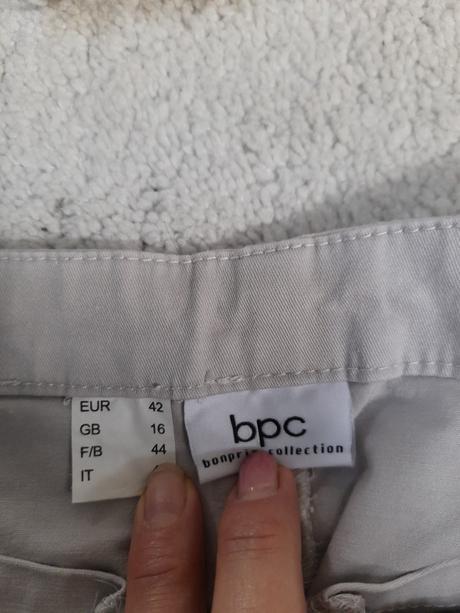 EUR 42
GB 16
F/B 44
IT
bpc
bonprix collection